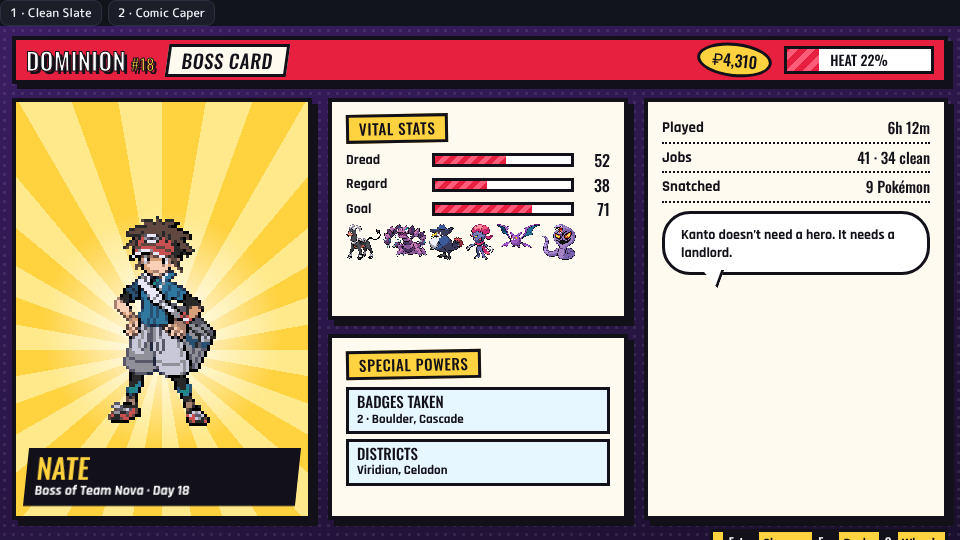 1 · Clean Slate
2 · Comic Caper
DOMINION #18
BOSS CARD
₽4,310
HEAT 22%
NATE
Boss of Team Nova · Day 18
VITAL STATS
Dread 52
Regard 38
Goal 71
SPECIAL POWERS
BADGES TAKEN
2 · Boulder, Cascade
DISTRICTS
Viridian, Celadon
Played 6h 12m
Jobs 41 · 34 clean
Snatched 9 Pokémon
Kanto doesn't need a hero. It needs a
landlord.